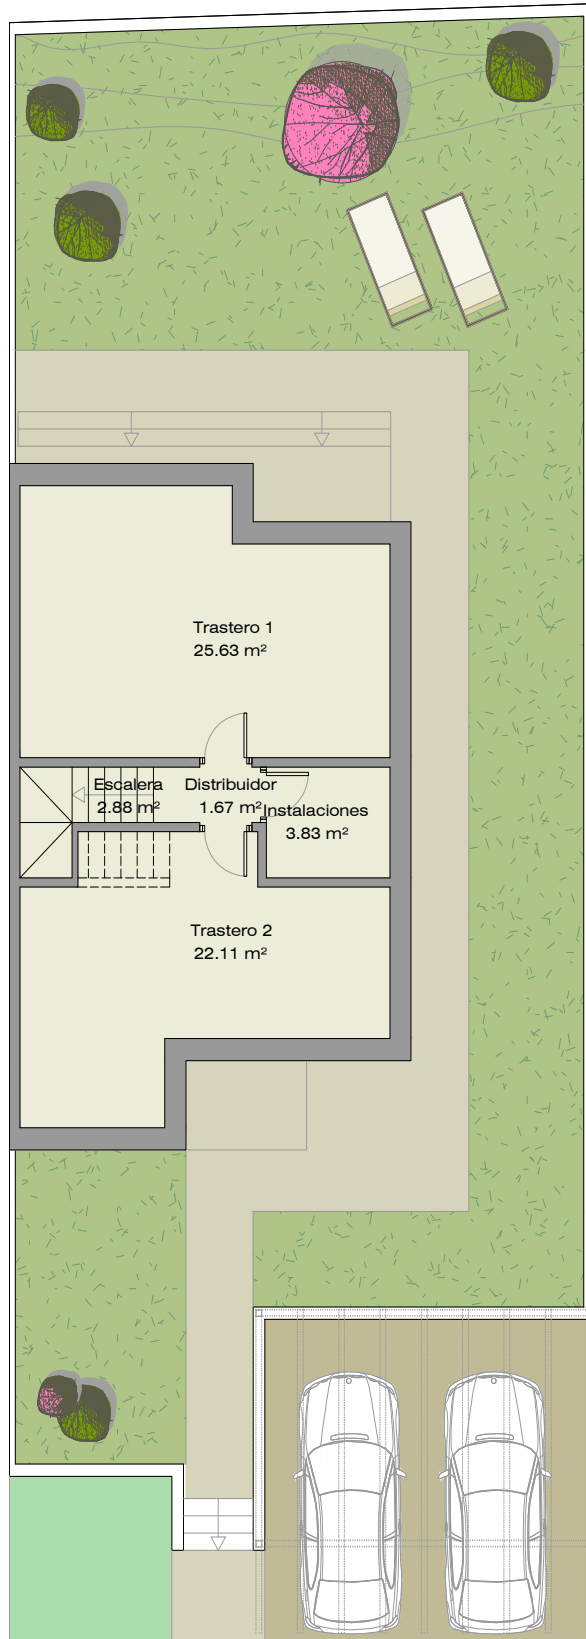 Trastero 1
25.63 m²
Escalera
2.88 m²
Distribuidor
1.67 m²
Instalaciones
3.83 m²
Trastero 2
22.11 m²